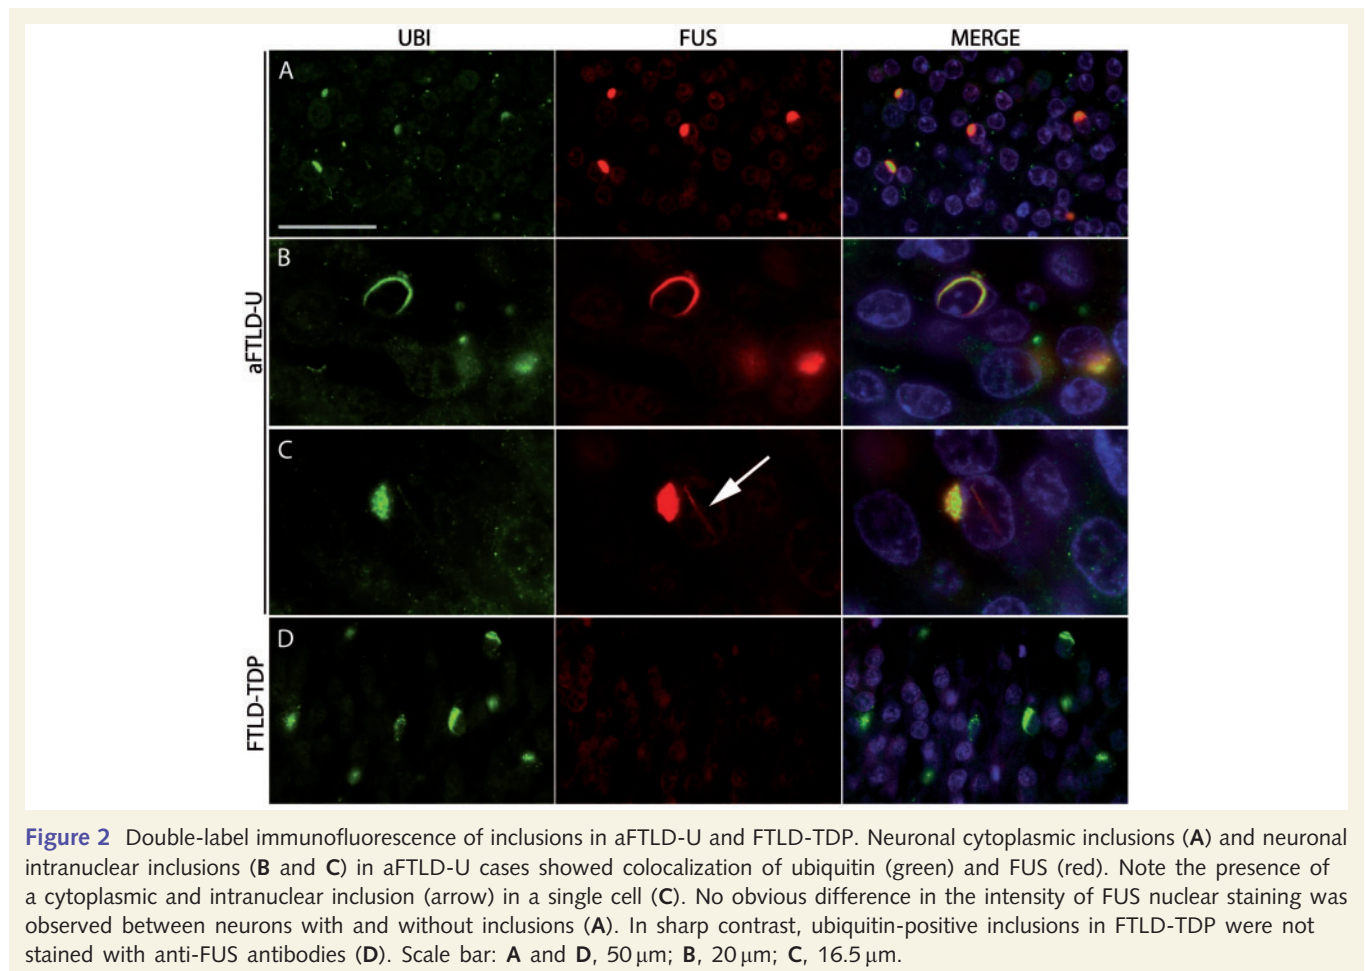 UBI FUS MERGE
A
B
aFTLD-U
C
D
FTLD-TDP
Figure 2 Double-label immunofluorescence of inclusions in aFTLD-U and FTLD-TDP. Neuronal cytoplasmic inclusions (A) and neuronal
intranuclear inclusions (B and C) in aFTLD-U cases showed colocalization of ubiquitin (green) and FUS (red). Note the presence of
a cytoplasmic and intranuclear inclusion (arrow) in a single cell (C). No obvious difference in the intensity of FUS nuclear staining was
observed between neurons with and without inclusions (A). In sharp contrast, ubiquitin-positive inclusions in FTLD-TDP were not
stained with anti-FUS antibodies (D). Scale bar: A and D, 50 μm; B, 20 μm; C, 16.5 μm.